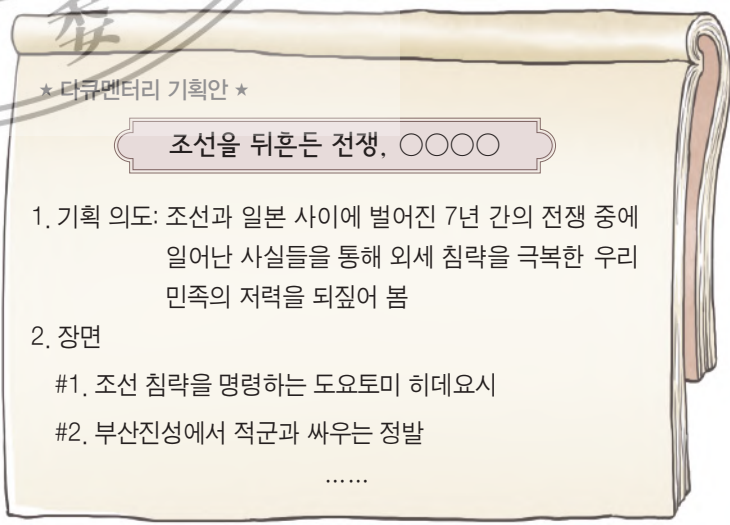 ★ 다큐멘터리 기획안 ★
조선을 뒤흔든 전쟁, ○○○○
1. 기획 의도: 조선과 일본 사이에 벌어진 7년 간의 전쟁 중에
일어난 사실들을 통해 외세 침략을 극복한 우리
민족의 저력을 되짚어 봄
2. 장면
#1. 조선 침략을 명령하는 도요토미 히데요시
#2. 부산진성에서 적군과 싸우는 정발
……